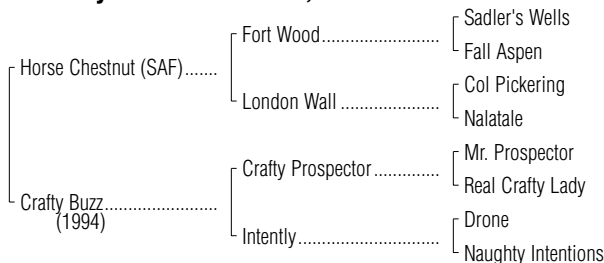 Sadler's Wells
Fort Wood
Fall Aspen
Horse Chestnut (SAF)
Col Pickering
London Wall
Nalatale
Mr. Prospector
Crafty Prospector
Real Crafty Lady
Crafty Buzz
(1994)
Drone
Intently
Naughty Intentions